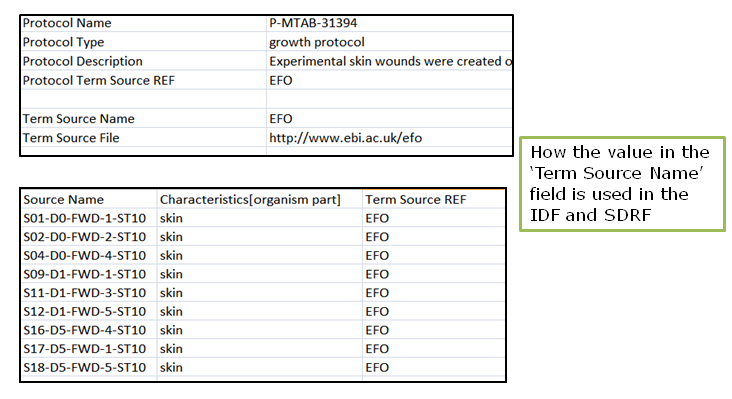 Protocol Name P-MTAB-31394
Protocol Type growth protocol
Protocol Description Experimental skin wounds were created o
Protocol Term Source REF EFO
Term Source Name EFO
Term Source File http://www.ebi.ac.uk/efo
How the value in the
‘Term Source Name’
field is used in the
IDF and SDRF
Source Name Characteristics[organism part] Term Source REF
S01-D0-FWD-1-ST10 skin EFO
S02-D0-FWD-2-ST10 skin EFO
S04-D0-FWD-4-ST10 skin EFO
S09-D1-FWD-1-ST10 skin EFO
S11-D1-FWD-3-ST10 skin EFO
S12-D1-FWD-5-ST10 skin EFO
S16-D5-FWD-4-ST10 skin EFO
S17-D5-FWD-1-ST10 skin EFO
S18-D5-FWD-5-ST10 skin EFO